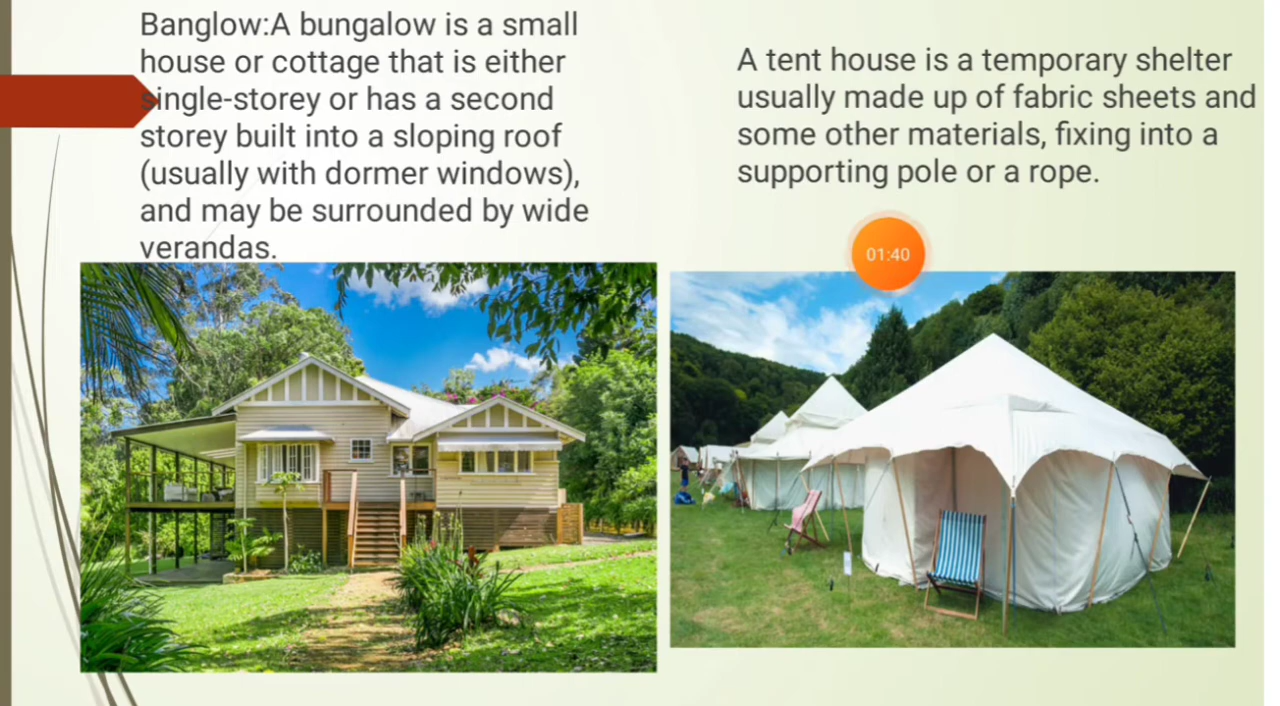 Banglow:A bungalow is a small
house or cottage that is either
single-storey or has a second
storey built into a sloping roof
(usually with dormer windows),
and may be surrounded by wide
verandas.
A tent house is a temporary shelter
usually made up of fabric sheets and
some other materials, fixing into a
supporting pole or a rope.
01:40